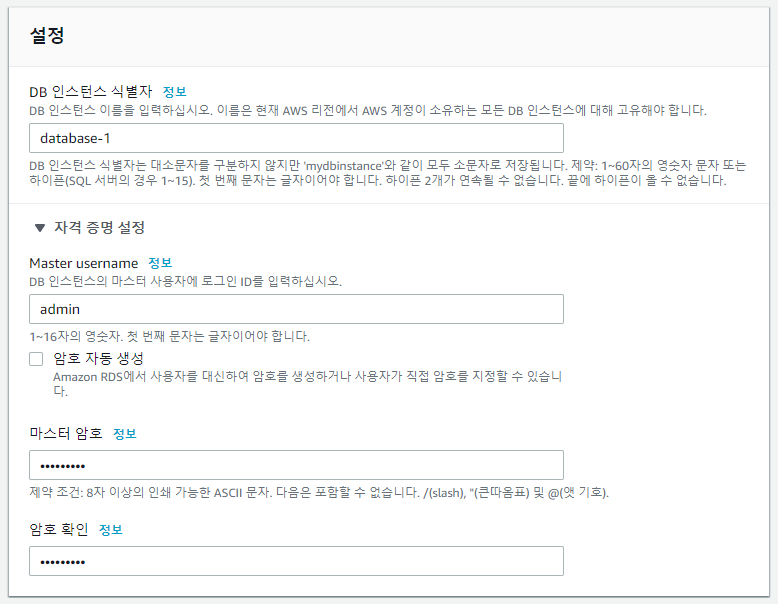 설정
DB 인스턴스 식별자 정보
DB 인스턴스 이름을 입력하십시오. 이름은 현재 AWS 리전에서 AWS 계정이 소유하는 모든 DB 인스턴스에 대해 고유해야 합니다.
database-1
DB 인스턴스 식별자는 대소문자를 구분하지 않지만 'mydbinstance'와 같이 모두 소문자로 저장됩니다. 제약: 1~60자의 영숫자 문자 또는
하이픈(SQL 서버의 경우 1~15). 첫 번째 문자는 글자이어야 합니다. 하이픈 2개가 연속될 수 없습니다. 끝에 하이픈이 올 수 없습니다.
▼ 자격 증명 설정
Master username 정보
DB 인스턴스의 마스터 사용자에 로그인 ID를 입력하십시오.
admin
1~16자의 영숫자. 첫 번째 문자는 글자이어야 합니다.
암호 자동 생성
Amazon RDS에서 사용자를 대신하여 암호를 생성하거나 사용자가 직접 암호를 지정할 수 있습니
다.
마스터 암호 정보
•••••••••
제약 조건: 8자 이상의 인쇄 가능한 ASCII 문자. 다음은 포함할 수 없습니다. /(slash), "(큰따옴표) 및 @(앳 기호).
암호 확인 정보
•••••••••